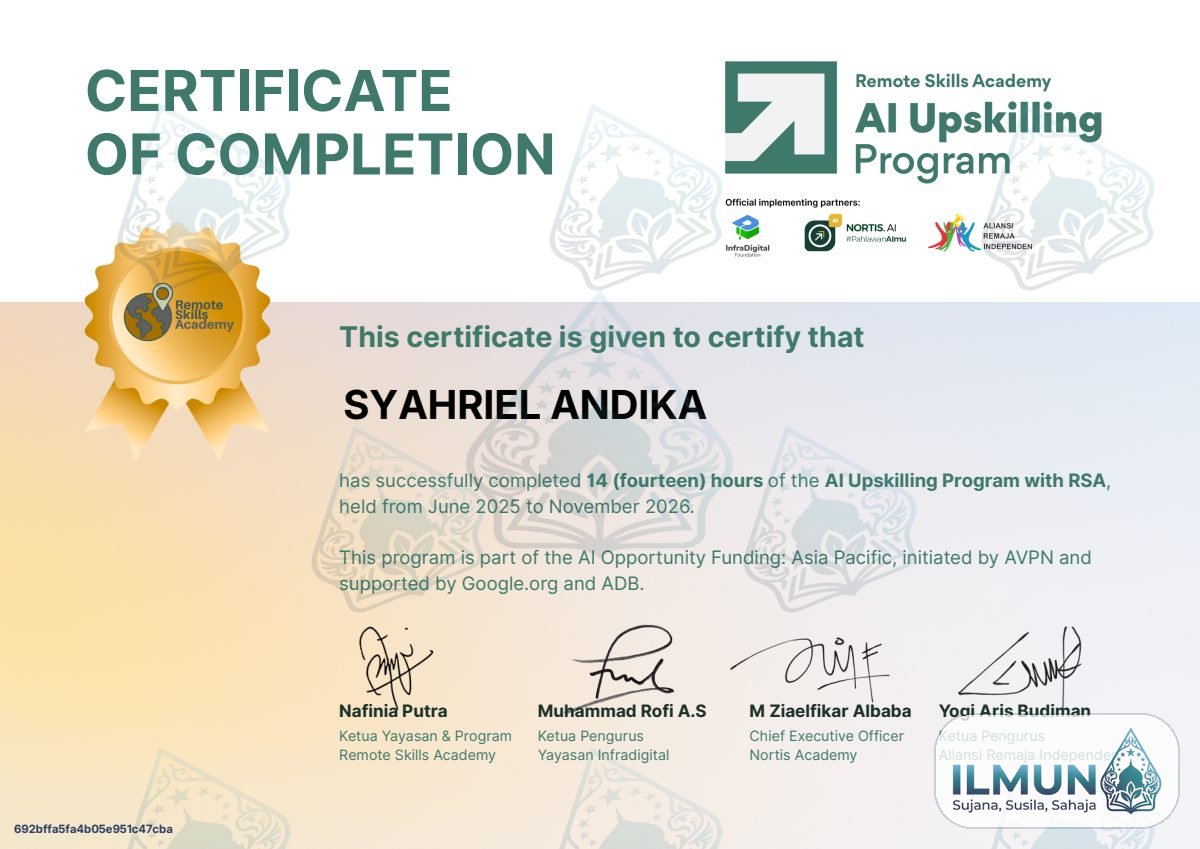 CERTIFICATE
OF COMPLETION
Remote Skills Academy
AI Upskilling
Program
Official implementing partners:
InfraDigital
Foundation
AI
NORTIS.AI
#PahlawanAImu
ALIANSI
REMAJA
INDEPENDEN
Remote
Skills
Academy
This certificate is given to certify that
SYAHRIEL ANDIKA
has successfully completed 14 (fourteen) hours of the AI Upskilling Program with RSA,
held from June 2025 to November 2026.
This program is part of the AI Opportunity Funding: Asia Pacific, initiated by AVPN and
supported by Google.org and ADB.
Nafinia Putra
Ketua Yayasan & Program
Remote Skills Academy
Muhammad Rofi A.S
Ketua Pengurus
Yayasan Infradigital
M Ziaelfikar Albaba
Chief Executive Officer
Nortis Academy
Yogi Aris Budiman
Ketua Pengurus
Aliansi Remaja Independen
ILMUN
Sujana, Susila, Sahaja
692bffa5fa4b05e951c47cba